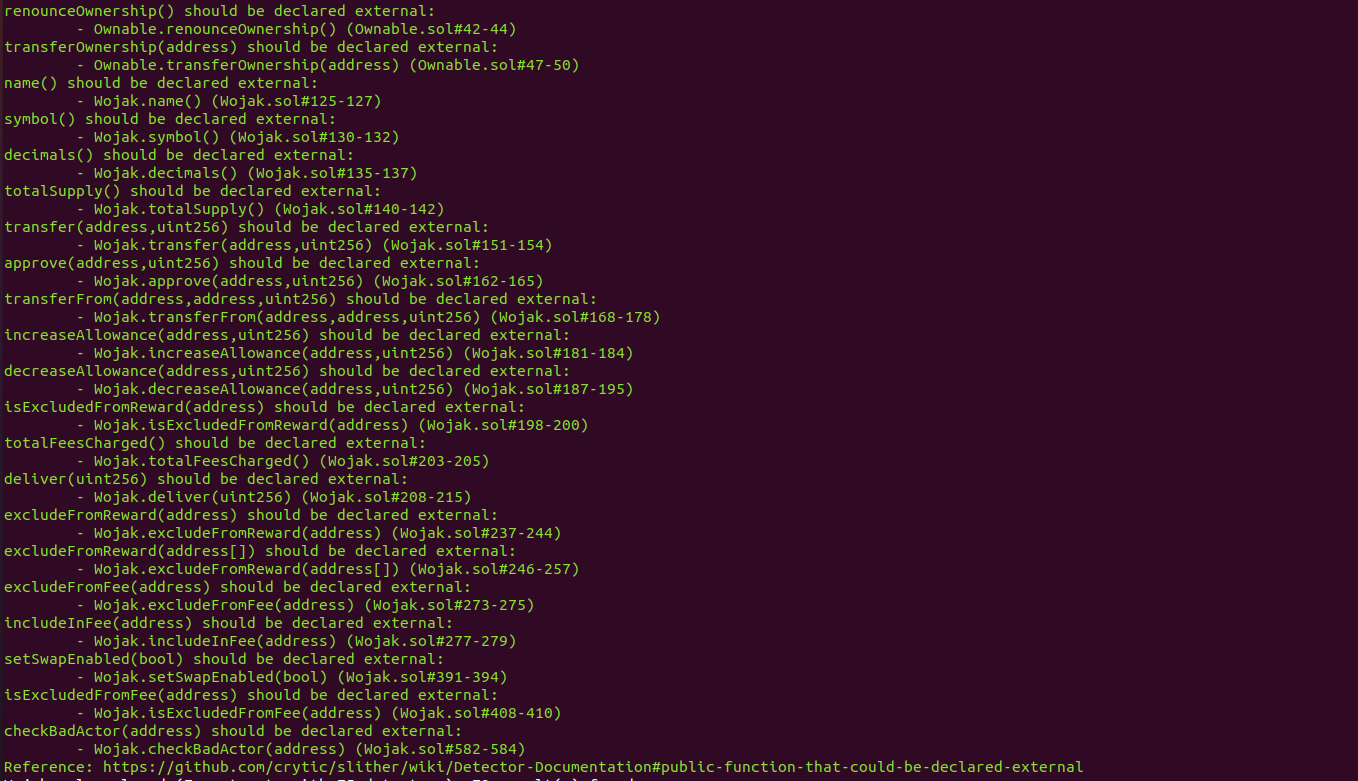 renounceOwnership() should be declared external:
- Ownable.renounceOwnership() (Ownable.sol#42-44)
transferOwnership(address) should be declared external:
- Ownable.transferOwnership(address) (Ownable.sol#47-50)
name() should be declared external:
- Wojak.name() (Wojak.sol#125-127)
symbol() should be declared external:
- Wojak.symbol() (Wojak.sol#130-132)
decimals() should be declared external:
- Wojak.decimals() (Wojak.sol#135-137)
totalSupply() should be declared external:
- Wojak.totalSupply() (Wojak.sol#140-142)
transfer(address,uint256) should be declared external:
- Wojak.transfer(address,uint256) (Wojak.sol#151-154)
approve(address,uint256) should be declared external:
- Wojak.approve(address,uint256) (Wojak.sol#162-165)
transferFrom(address,address,uint256) should be declared external:
- Wojak.transferFrom(address,address,uint256) (Wojak.sol#168-178)
increaseAllowance(address,uint256) should be declared external:
- Wojak.increaseAllowance(address,uint256) (Wojak.sol#181-184)
decreaseAllowance(address,uint256) should be declared external:
- Wojak.decreaseAllowance(address,uint256) (Wojak.sol#187-195)
isExcludedFromReward(address) should be declared external:
- Wojak.isExcludedFromReward(address) (Wojak.sol#198-200)
totalFeesCharged() should be declared external:
- Wojak.totalFeesCharged() (Wojak.sol#203-205)
deliver(uint256) should be declared external:
- Wojak.deliver(uint256) (Wojak.sol#208-215)
excludeFromReward(address) should be declared external:
- Wojak.excludeFromReward(address) (Wojak.sol#237-244)
excludeFromReward(address[]) should be declared external:
- Wojak.excludeFromReward(address[]) (Wojak.sol#246-257)
excludeFromFee(address) should be declared external:
- Wojak.excludeFromFee(address) (Wojak.sol#273-275)
includeInFee(address) should be declared external:
- Wojak.includeInFee(address) (Wojak.sol#277-279)
setSwapEnabled(bool) should be declared external:
- Wojak.setSwapEnabled(bool) (Wojak.sol#391-394)
isExcludedFromFee(address) should be declared external:
- Wojak.isExcludedFromFee(address) (Wojak.sol#408-410)
checkBadActor(address) should be declared external:
- Wojak.checkBadActor(address) (Wojak.sol#582-584)
Reference: https://github.com/crytic/slither/wiki/Detector-Documentation#public-function-that-could-be-declared-external